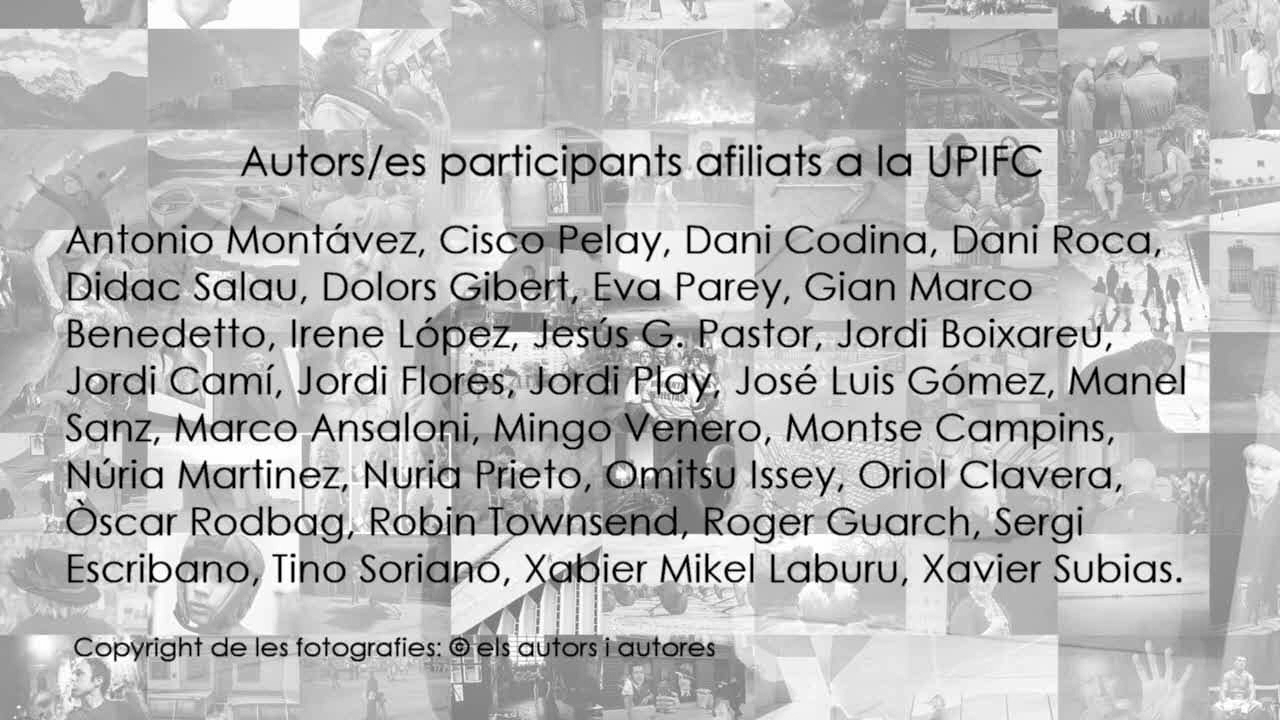 Autors/es participants afiliats a la UPIFC
Antonio Montávez, Cisco Pelay, Dani Codina, Dani Roca,
Didac Salau, Dolors Gibert, Eva Parey, Gian Marco
Benedetto, Irene López, Jesús G. Pastor, Jordi Boixareu,
Jordi Camí, Jordi Flores, Jordi Play, José Luis Gómez, Manel
Sanz, Marco Ansaloni, Mingo Venero, Montse Campins,
Núria Martinez, Nuria Prieto, Omitsu Issey, Oriol Clavera,
Òscar Rodbag, Robin Townsend, Roger Guarch, Sergi
Escribano, Tino Soriano, Xabier Mikel Laburu, Xavier Subias.
Copyright de les fotografies: © els autors i autores